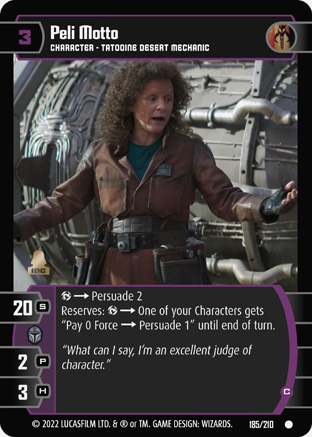 3
Peli Motto
CHARACTER - TATOOINE DESERT MECHANIC
20 S
→ Persuade 2
Reserves: → One of your Characters gets
“Pay 0 Force → Persuade 1” until end of turn.
2 P
“What can I say, I’m an excellent judge of
character.”
3 H
C
© 2022 LUCASFILM LTD. & ® or TM. GAME DESIGN: WIZARDS.
185/210